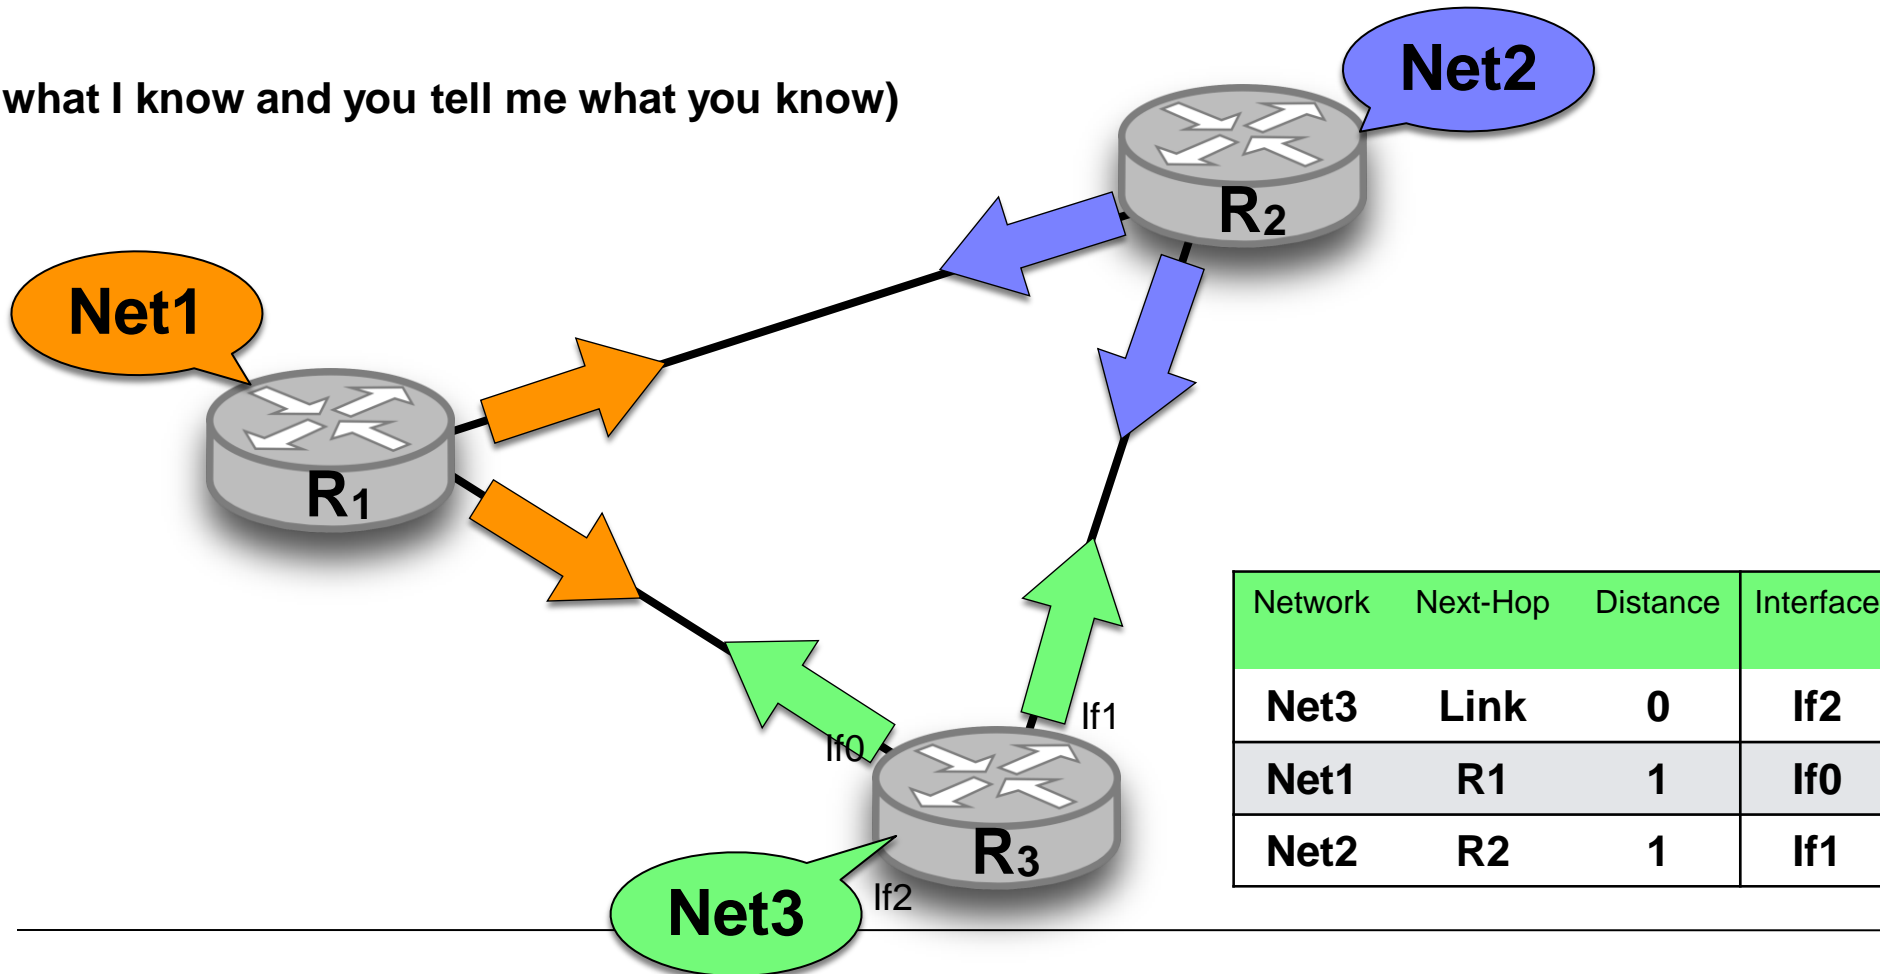 what I know and you tell me what you know)
Net2
R2
Net1
R1
If1
If0
R3
If2
Net3
Network Next-Hop Distance Interface
Net3 Link 0 If2
Net1 R1 1 If0
Net2 R2 1 If1